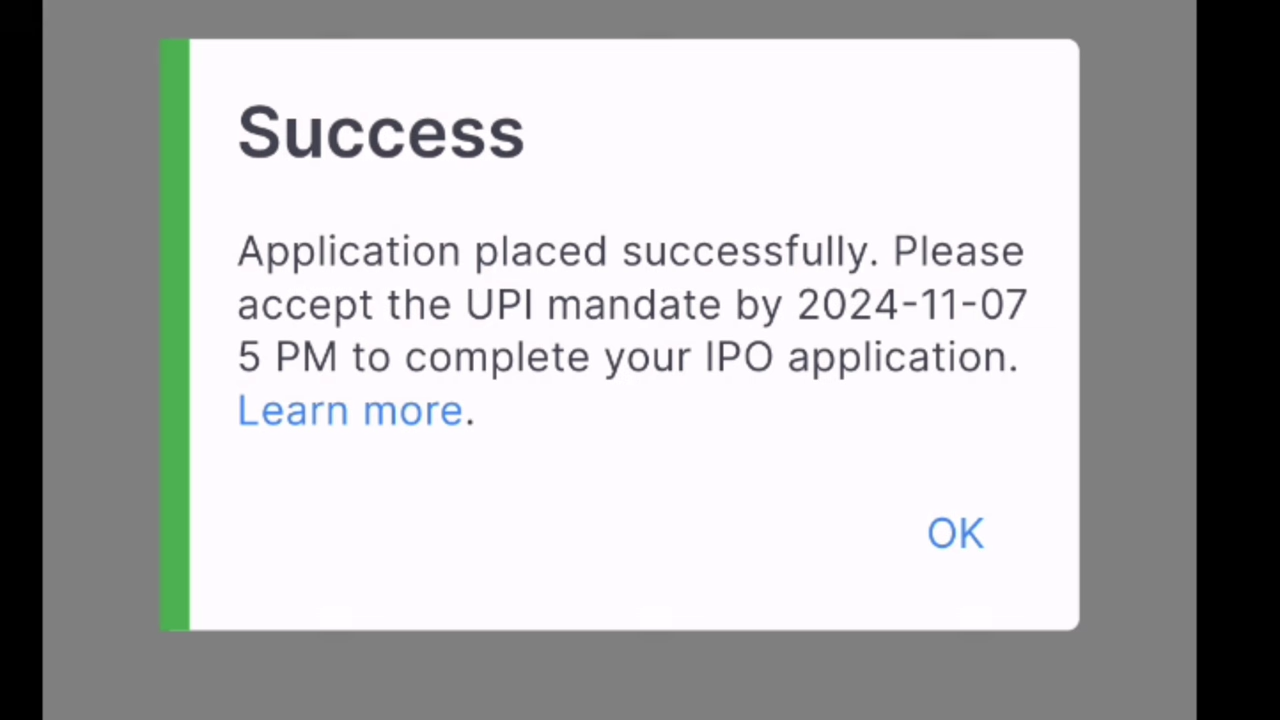 Success
Application placed successfully. Please
accept the UPI mandate by 2024-11-07
5 PM to complete your IPO application.
Learn more.
OK